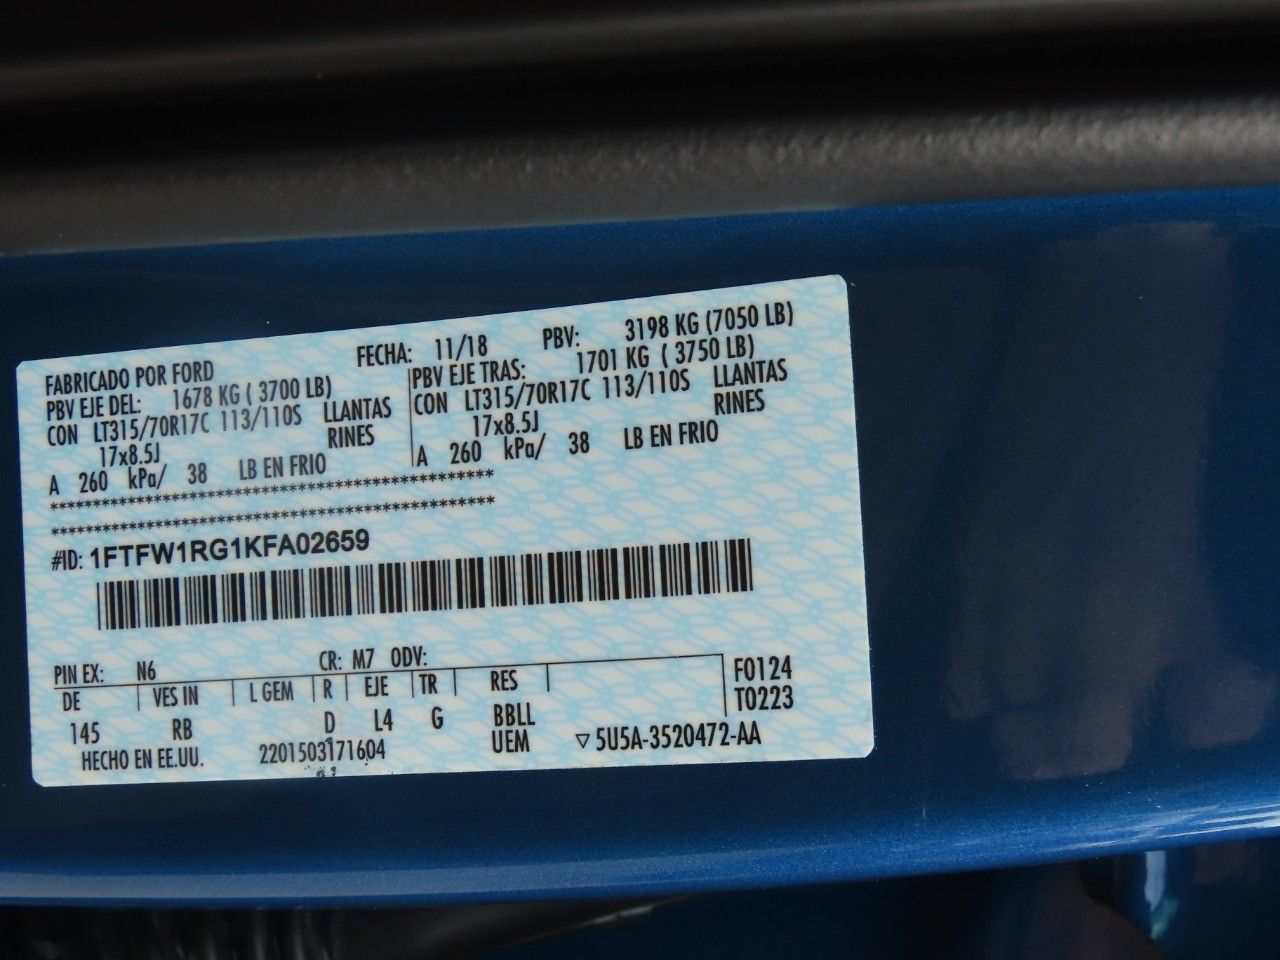 FABRICADO POR FORD FECHA: 11/18 PBV: 3198 KG (7050 LB)
PBV EJE DEL: 1678 KG ( 3700 LB) PBV EJE TRAS: 1701 KG ( 3750 LB)
CON LT315/70R17C 113/110S LLANTAS CON LT315/70R17C 113/110S LLANTAS
17x8.5J RINES 17x8.5J RINES
A 260 kPa/ 38 LB EN FRIO A 260 kPa/ 38 LB EN FRIO
**************************************************
**************************************************
#ID: 1FTFW1RG1KFA02659
PIN EX: N6 CR: M7 ODV: F0124
DE VES IN L GEM R EJE TR RES T0223
145 RB D L4 G BBLL
HECHO EN EE.UU. 2201503171604 UEM ▽5U5A-3520472-AA